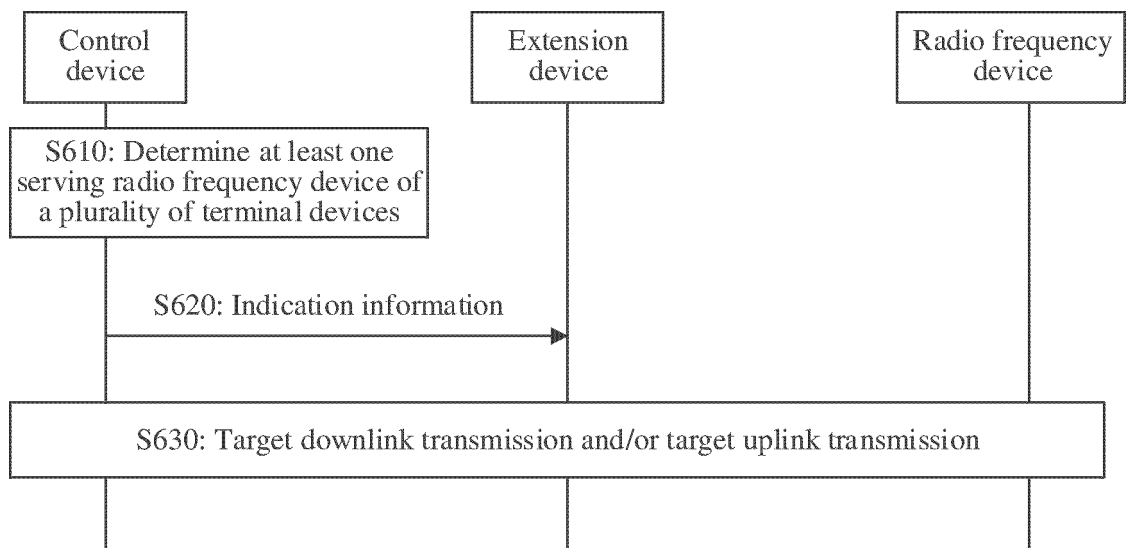 Control
device
Extension
device
Radio frequency
device
S610: Determine at least one
serving radio frequency device of
a plurality of terminal devices
S620: Indication information
S630: Target downlink transmission and/or target uplink transmission